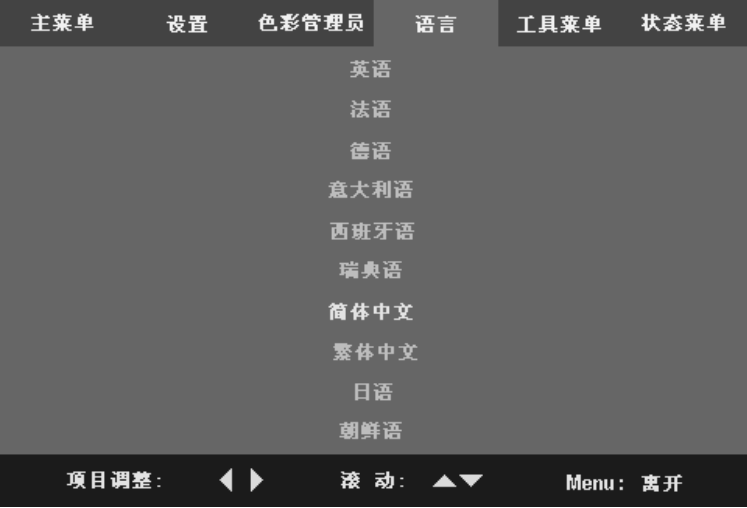 主菜单 设置 色彩管理员 语言 工具菜单 状态菜单
英语
法语
德语
意大利语
西班牙语
瑞典语
简体中文
繁体中文
日语
朝鲜语
项目调整: 滚 动: Menu: 离开